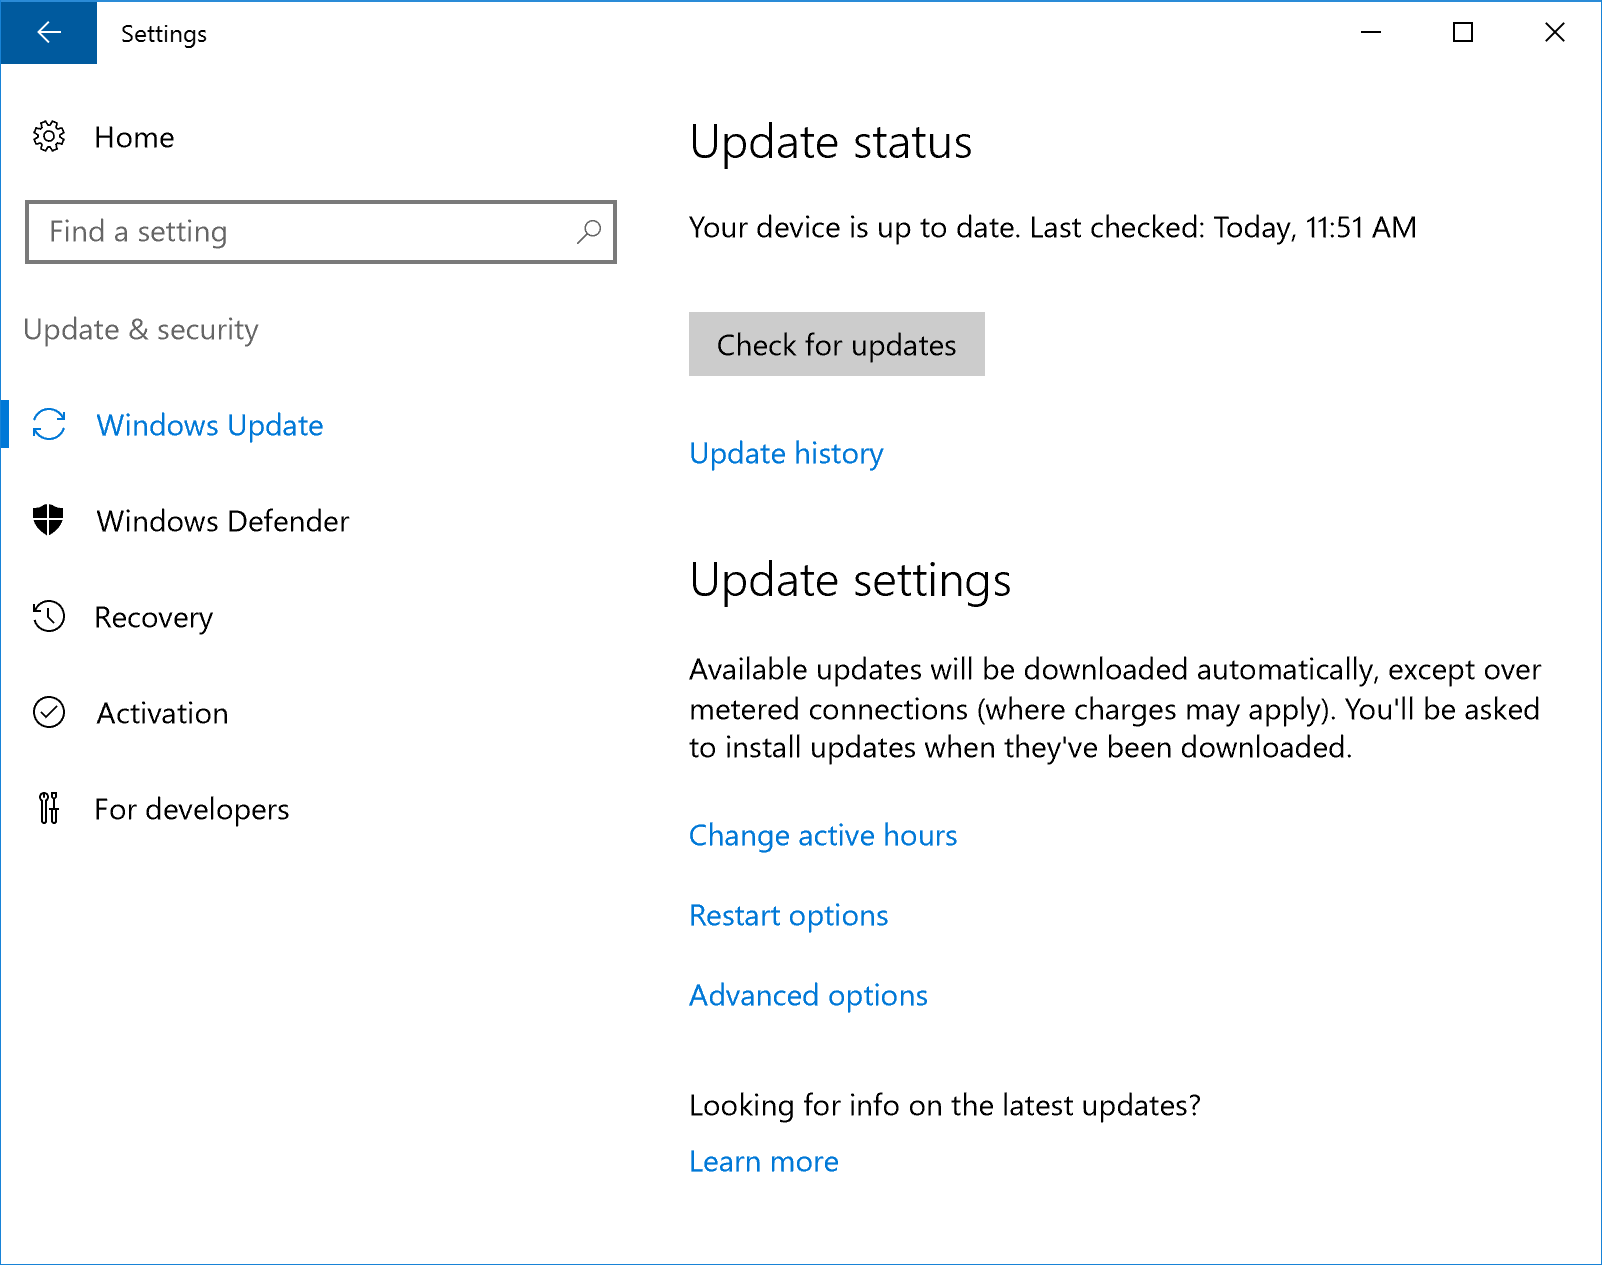 Settings
Home
Find a setting
Update & security
Windows Update
Windows Defender
Recovery
Activation
For developers
Update status
Your device is up to date. Last checked: Today, 11:51 AM
Check for updates
Update history
Update settings
Available updates will be downloaded automatically, except over
metered connections (where charges may apply). You'll be asked
to install updates when they've been downloaded.
Change active hours
Restart options
Advanced options
Looking for info on the latest updates?
Learn more